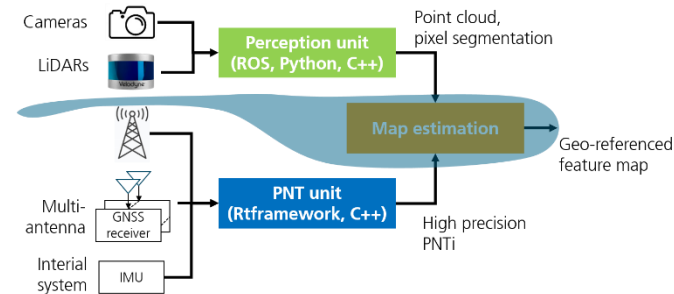 Cameras
LiDARs
Velodyne
Perception unit
(ROS, Python, C++)
Point cloud,
pixel segmentation
Map estimation
Geo-referenced
feature map
Multi-
antenna
GNSS
receiver
PNT unit
(Rtframework, C++)
High precision
PNTi
Interial
system
IMU